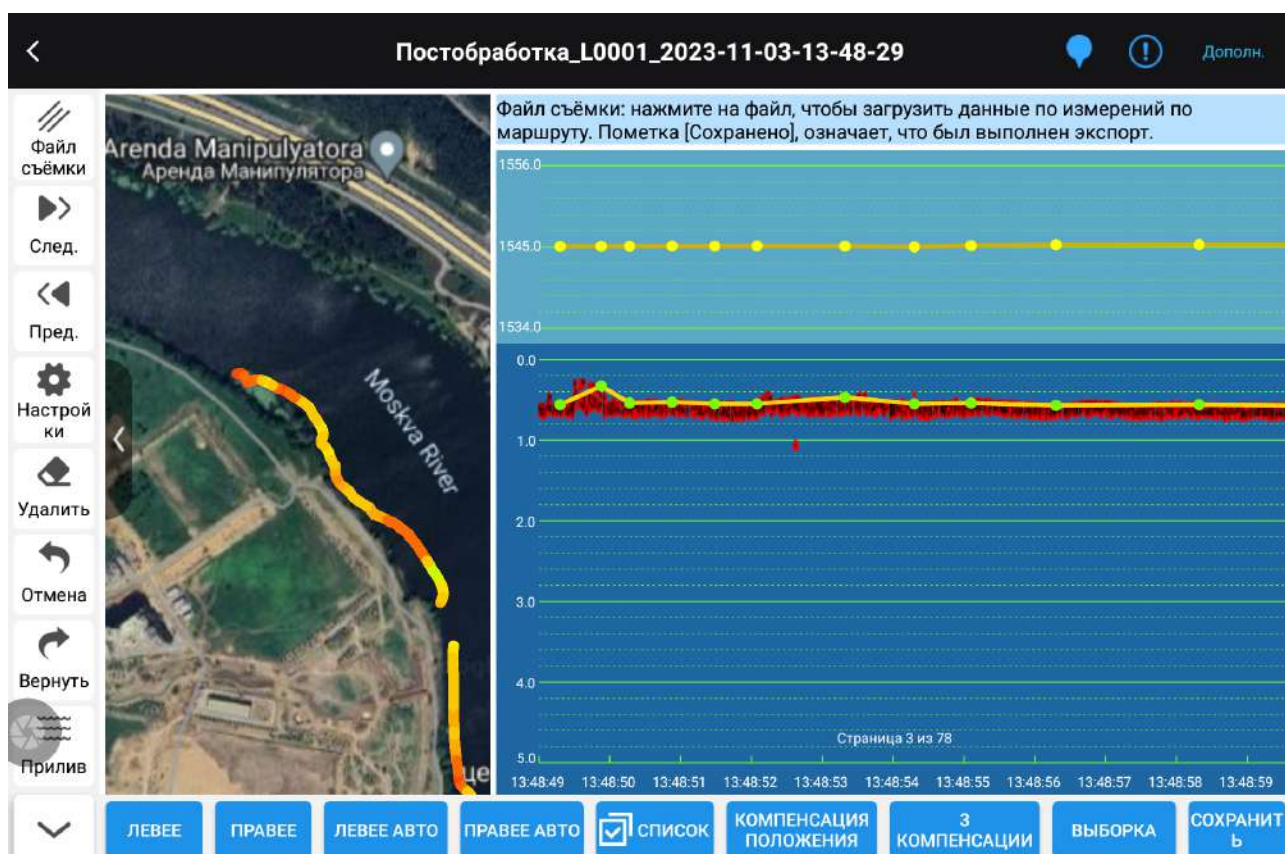 Постобработка_L0001_2023-11-03-13-48-29
Дополн.
Файл
съёмки
След.
Пред.
Настрой
ки
Удалить
Отмена
Вернуть
Прилив
Arenda Manipulyatora
Аренда Манипулятора
Moskva River
це
Файл съёмки: нажмите на файл, чтобы загрузить данные по измерений по
маршруту. Пометка [Сохранено], означает, что был выполнен экспорт.
1556.0
1545.0
1534.0
0.0
1.0
2.0
3.0
4.0
5.0
Страница 3 из 78
13:48:49 13:48:50 13:48:51 13:48:52 13:48:53 13:48:54 13:48:55 13:48:56 13:48:57 13:48:58 13:48:59
ЛЕВЕЕ
ПРАВЕЕ
ЛЕВЕЕ АВТО
ПРАВЕЕ АВТО
СПИСОК
КОМПЕНСАЦИЯ
ПОЛОЖЕНИЯ
3
КОМПЕНСАЦИИ
ВЫБОРКА
СОХРАНИТ
Ь